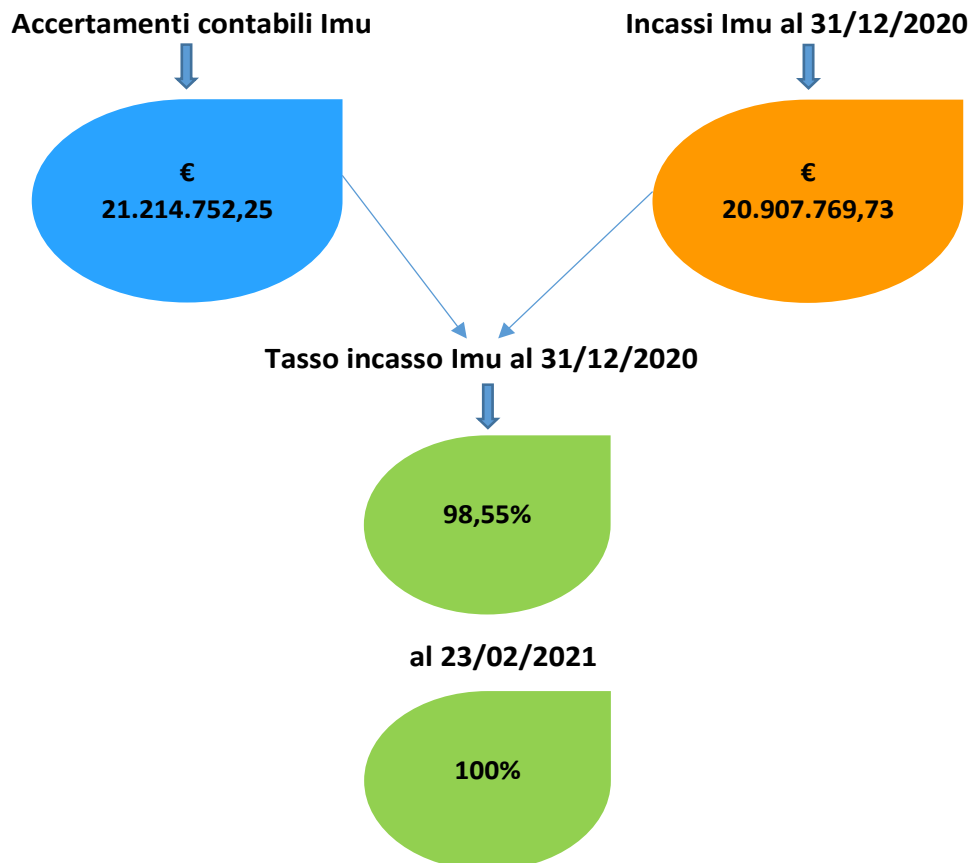 Accertamenti contabili Imu
Incassi Imu al 31/12/2020
€
21.214.752,25
€
20.907.769,73
Tasso incasso Imu al 31/12/2020
98,55%
al 23/02/2021
100%